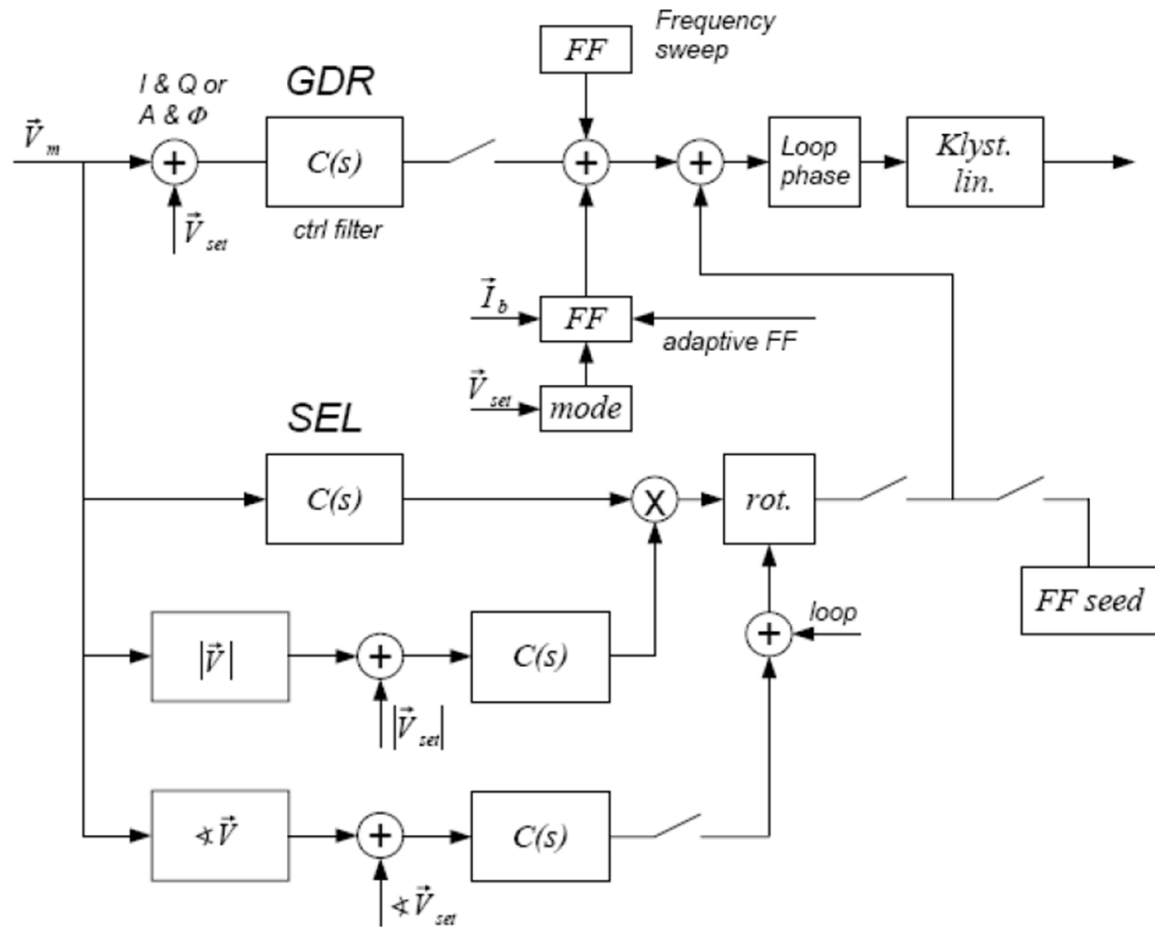 Frequency
sweep
FF
I & Q or
A & Φ
GDR
V⃗ m
+
C(s)
+
+
Loop
phase
Klyst.
lin.
V⃗ set
ctrl filter
I⃗ b
FF
adaptive FF
V⃗ set
mode
SEL
C(s)
X
rot.
FF seed
loop
|V⃗|
+
C(s)
+
|V⃗ set|
∢V⃗
+
C(s)
∢V⃗ set